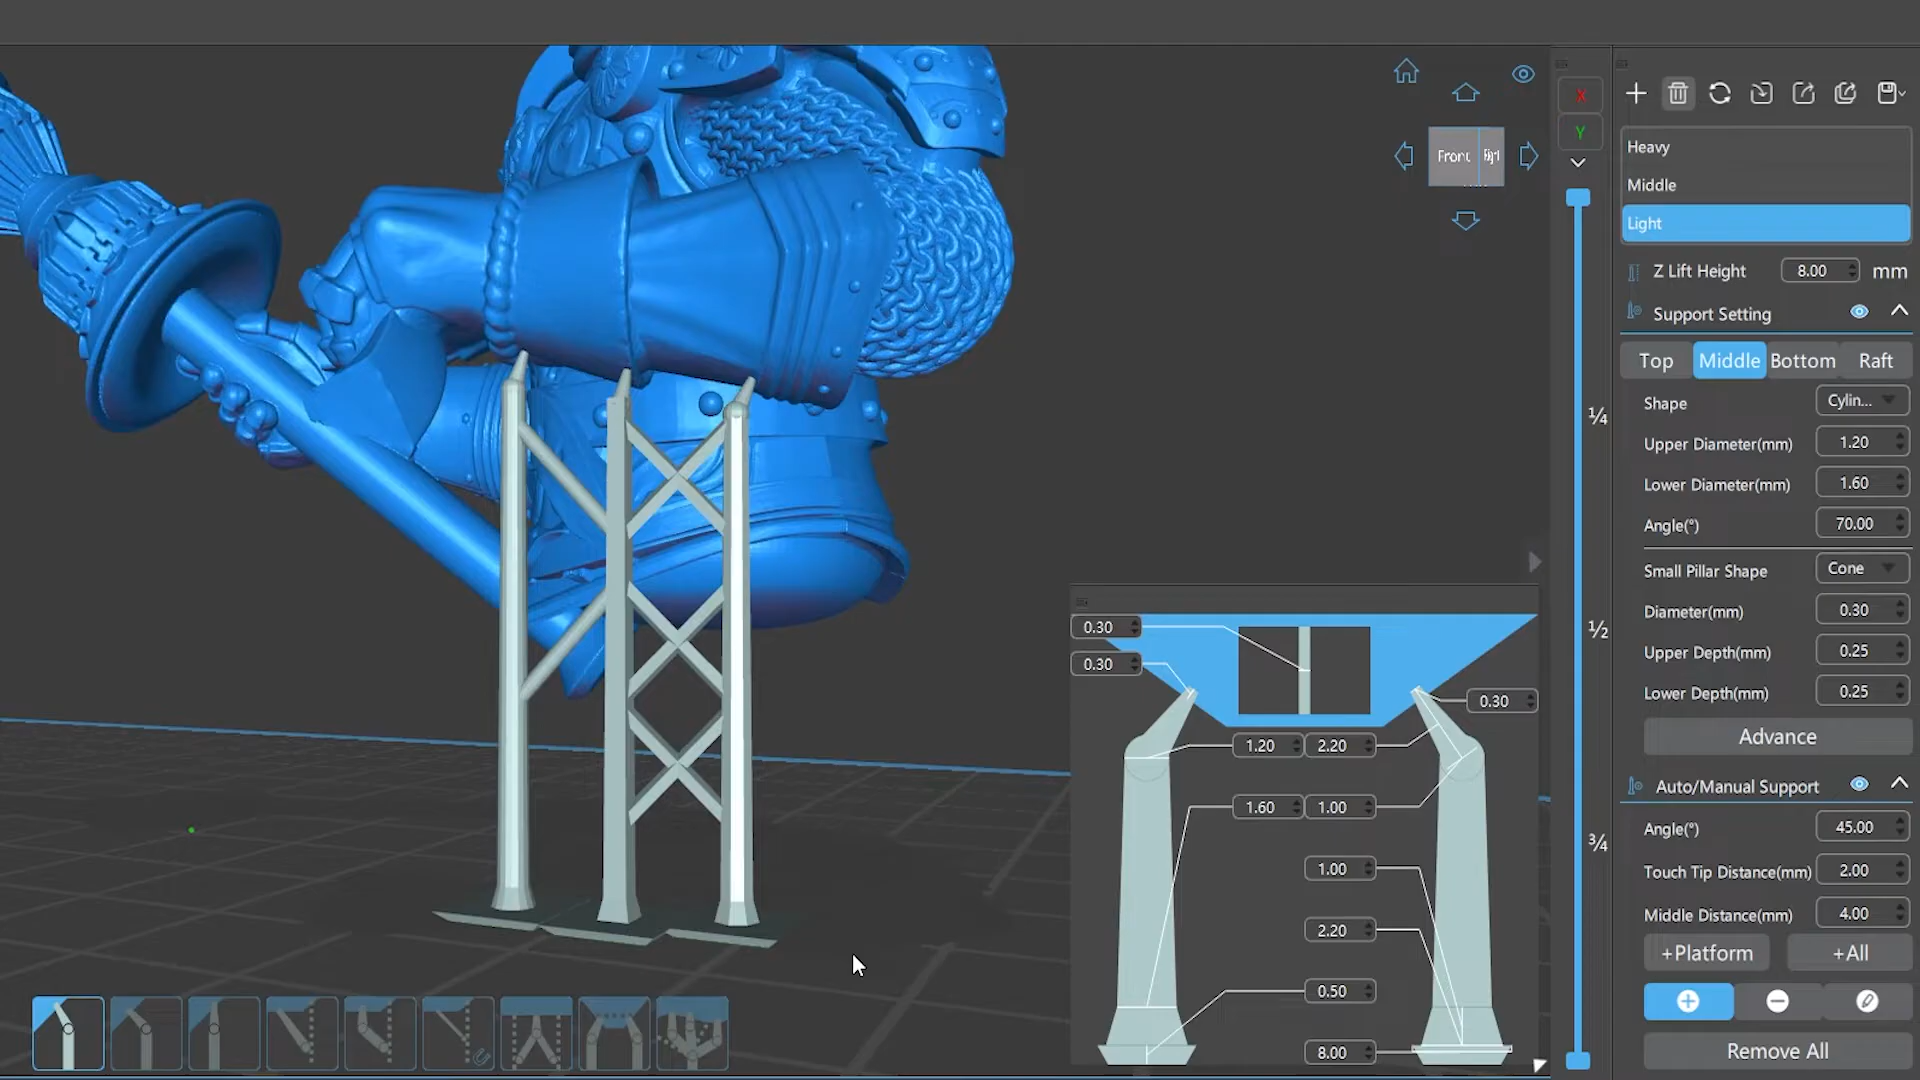 Front
X
Y
Heavy
Middle
Light
Z Lift Height 8.00 mm
Support Setting
Top Middle Bottom Raft
Shape Cylin...
Upper Diameter(mm) 1.20
Lower Diameter(mm) 1.60
Angle(°) 70.00
Small Pillar Shape Cone
Diameter(mm) 0.30
Upper Depth(mm) 0.25
Lower Depth(mm) 0.25
Advance
Auto/Manual Support
Angle(°) 45.00
Touch Tip Distance(mm) 2.00
Middle Distance(mm) 4.00
+Platform +All
Remove All
1/4
1/2
3/4
0.30
0.30
0.30
1.20 2.20
1.60 1.00
1.00
2.20
0.50
8.00